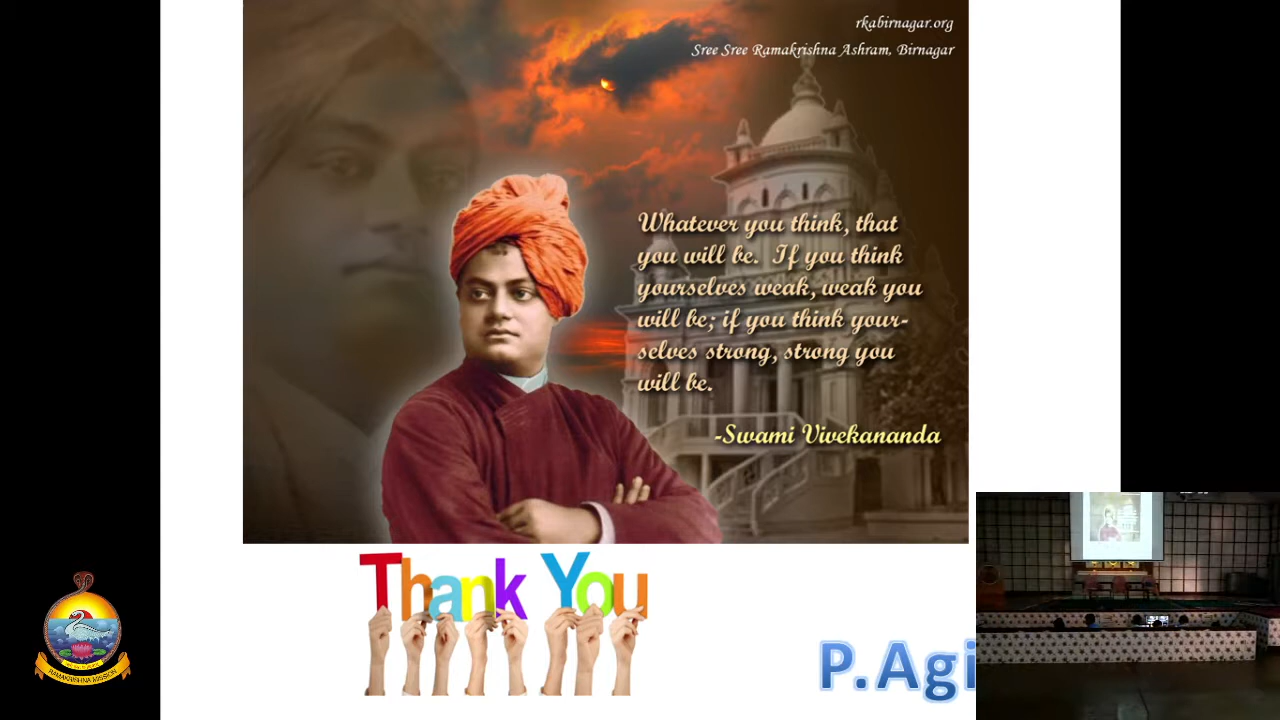 rkabirnagar.org
Sree Sree Ramakrishna Ashram, Birnagar
Whatever you think, that
you will be. If you think
yourselves weak, weak you
will be; if you think your-
selves strong, strong you
will be.
-Swami Vivekananda
Thank You
P.Agi
RAMAKRISHNA MISSION